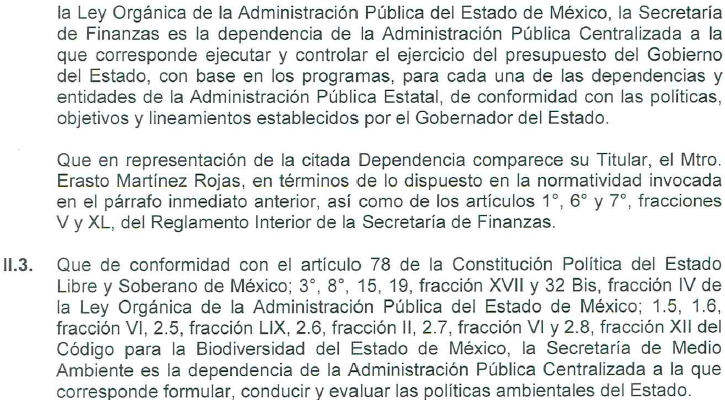 la Ley Orgánica de la Administración Pública del Estado de México, la Secretaría
de Finanzas es la dependencia de la Administración Pública Centralizada a la
que corresponde ejecutar y controlar el ejercicio del presupuesto del Gobierno
del Estado, con base en los programas, para cada una de las dependencias y
entidades de la Administración Pública Estatal, de conformidad con las políticas,
objetivos y lineamientos establecidos por el Gobernador del Estado.
Que en representación de la citada Dependencia comparece su Titular, el Mtro.
Erasto Martínez Rojas, en términos de lo dispuesto en la normatividad invocada
en el párrafo inmediato anterior, así como de los artículos 1°, 6° y 7°, fracciones
V y XL, del Reglamento Interior de la Secretaría de Finanzas.
II.3. Que de conformidad con el artículo 78 de la Constitución Política del Estado
Libre y Soberano de México; 3°, 8°, 15, 19, fracción XVII y 32 Bis, fracción IV de
la Ley Orgánica de la Administración Pública del Estado de México; 1.5, 1.6,
fracción VI, 2.5, fracción LIX, 2.6, fracción II, 2.7, fracción VI y 2.8, fracción XII del
Código para la Biodiversidad del Estado de México, la Secretaría de Medio
Ambiente es la dependencia de la Administración Pública Centralizada a la que
corresponde formular, conducir y evaluar las políticas ambientales del Estado.